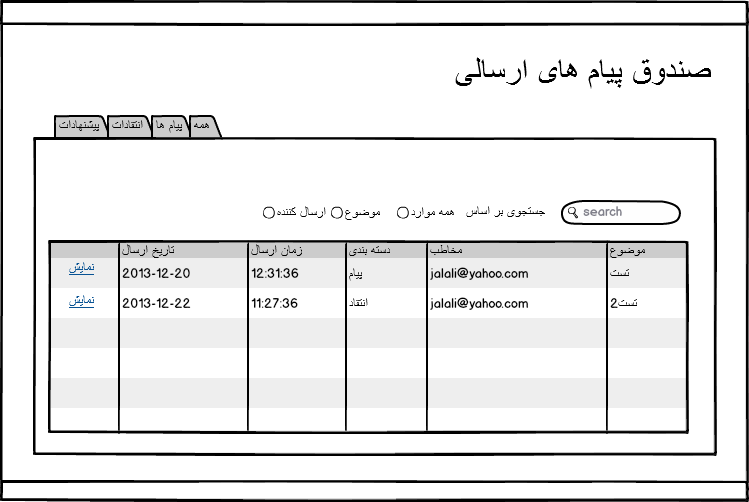 صندوق پیام های ارسالی
همه پیام ها انتقادات پیشنهادات
search جستجوی بر اساس همه موارد موضوع ارسال کننده
موضوع مخاطب دسته بندی زمان ارسال تاریخ ارسال
تست jalali@yahoo.com پیام 12:31:36 2013-12-20 نمایش
تست2 jalali@yahoo.com انتقاد 11:27:36 2013-12-22 نمایش